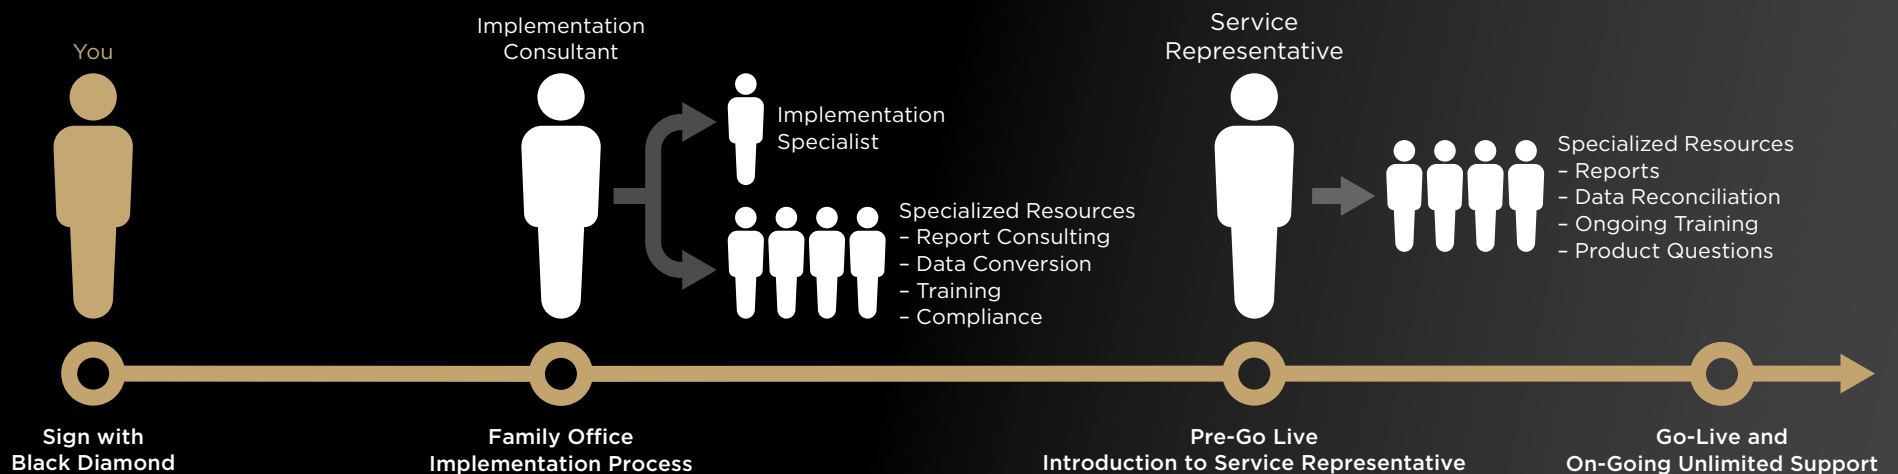 You
Implementation
Consultant
Implementation
Specialist
Specialized Resources
– Report Consulting
– Data Conversion
– Training
– Compliance
Service
Representative
Specialized Resources
– Reports
– Data Reconciliation
– Ongoing Training
– Product Questions
Sign with
Black Diamond
Family Office
Implementation Process
Pre-Go Live
Introduction to Service Representative
Go-Live and
On-Going Unlimited Support